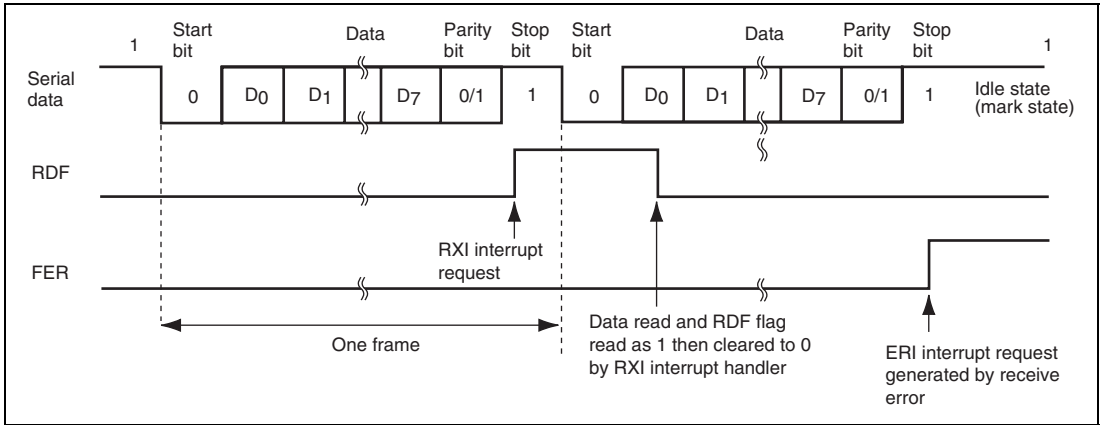 1 Start bit Data Parity bit Stop bit Start bit Data Parity bit Stop bit 1
Serial data 0 D0 D1 D7 0/1 1 0 D0 D1 D7 0/1 1 Idle state (mark state)
RDF
RXI interrupt request
FER
One frame
Data read and RDF flag
read as 1 then cleared to 0
by RXI interrupt handler
ERI interrupt request
generated by receive
error